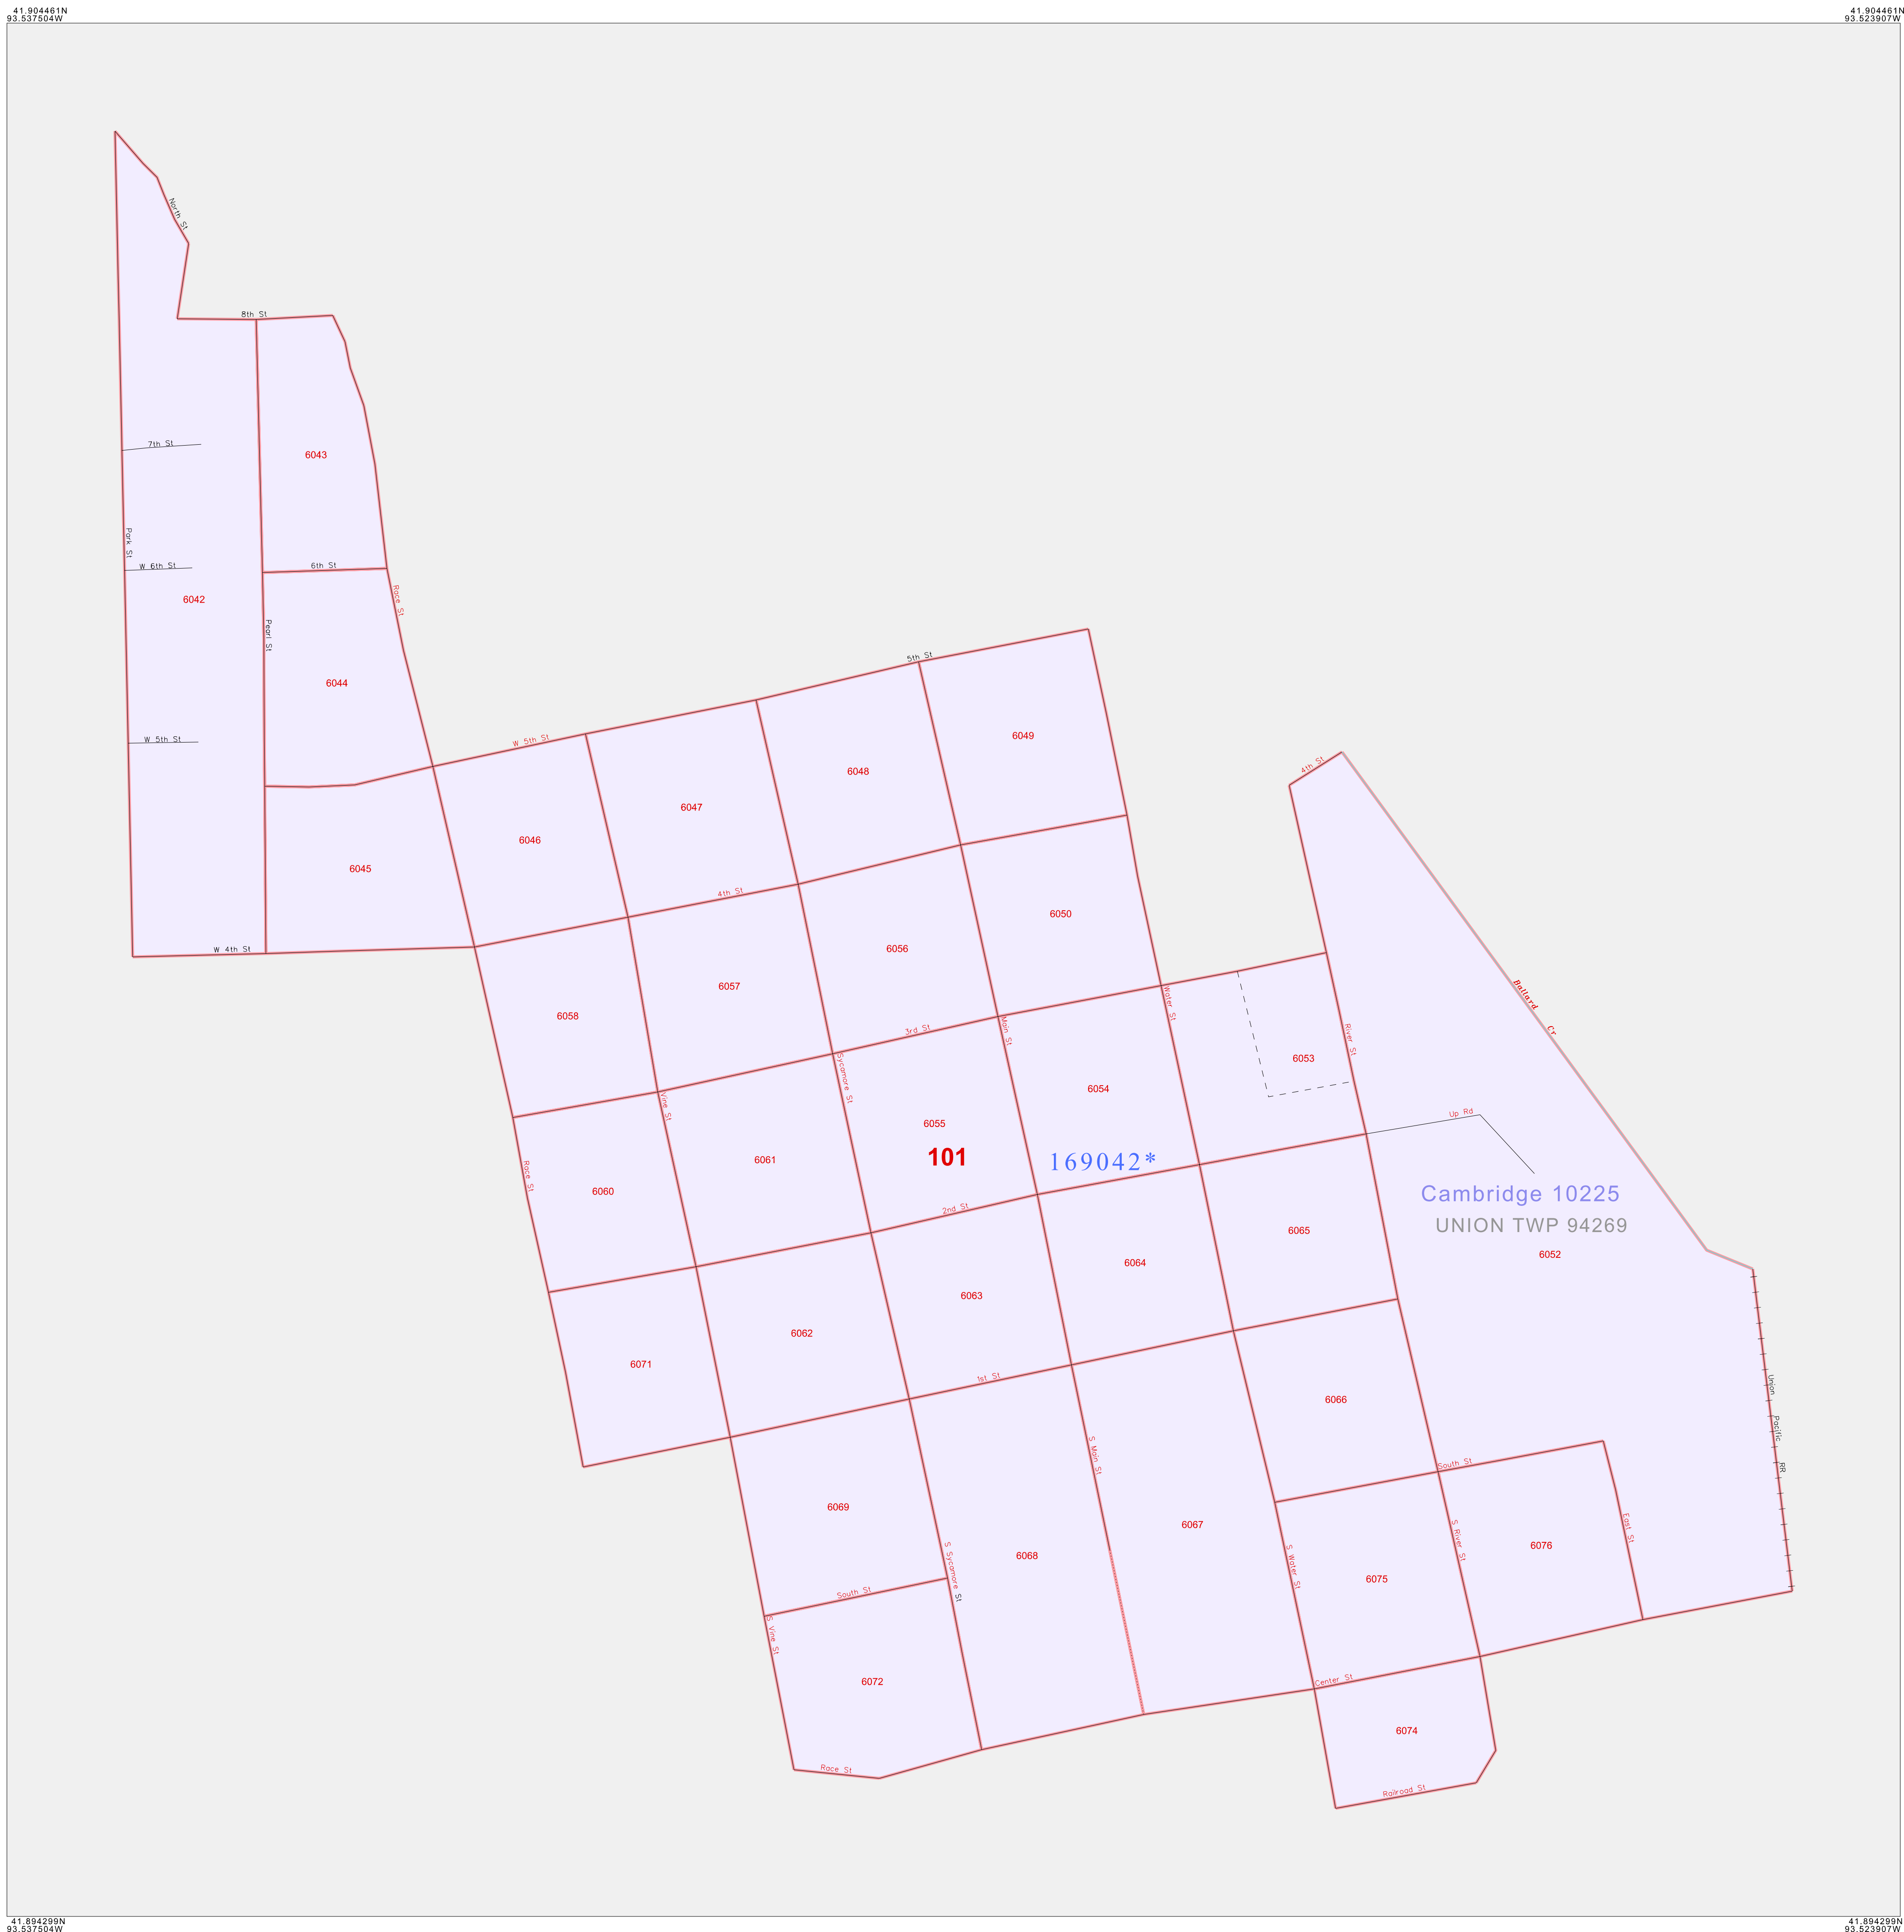 41.904461N
93.537504W
41.904461N
93.523907W
North St
8th St
7th St
6043
Park St
W 6th St
6th St
6042
Race St
Pearl St
6044
5th St
W 5th St
W 5th St
6049
4th St
6048
6047
6046
6045
4th St
6050
W 4th St
6056
6057
Ballard Cr
6058
Water St
3rd St
Main St
River St
Sycamore St
6053
6054
Vine St
Up Rd
6055
101
169042*
6061
Race St
6060
Cambridge 10225
2nd St
UNION TWP 94269
6065
6052
6064
6063
6062
6071
1st St
Union Pacific RR
6066
S Main St
South St
6069
6067
East St
S River St
6076
6068
S Sycamore St
S Water St
6075
South St
S Vine St
6072
Center St
6074
Race St
Railroad St
41.894299N
93.537504W
41.894299N
93.523907W